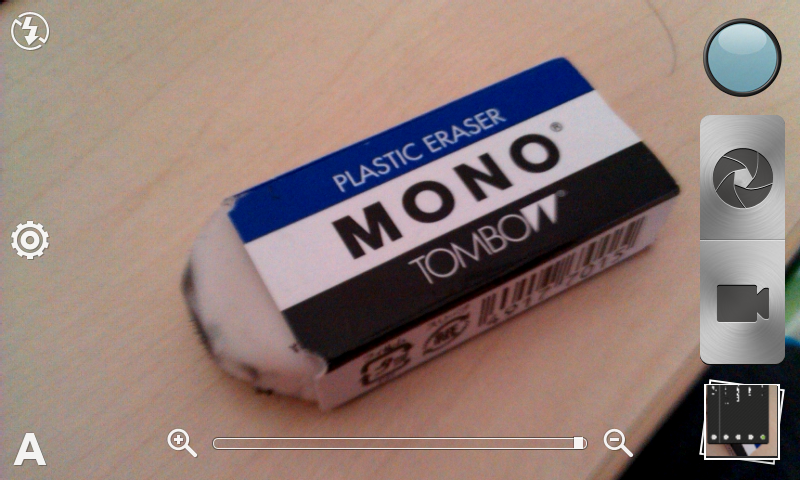 PLASTIC ERASER
MONO®
TOMBOW®
A